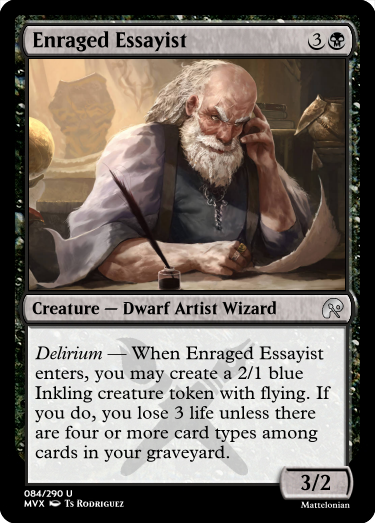 Enraged Essayist 3
Creature — Dwarf Artist Wizard
Delirium — When Enraged Essayist
enters, you may create a 2/1 blue
Inkling creature token with flying. If
you do, you lose 3 life unless there
are four or more card types among
cards in your graveyard.
3/2
084/290 U
MVX Ts Rodriguez
Mattelonian